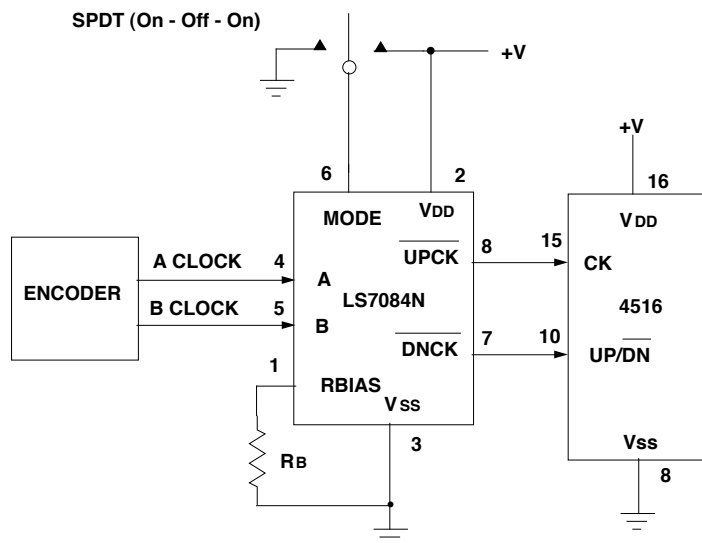 SPDT (On - Off - On)
+V
+V
6
2
16
MODE
VDD
VDD
UPCK
8
15
CK
ENCODER
A CLOCK
4
A
LS7084N
4516
B CLOCK
5
B
DNCK
7
10
UP/DN
1
RBIAS
VSS
3
RB
Vss
8